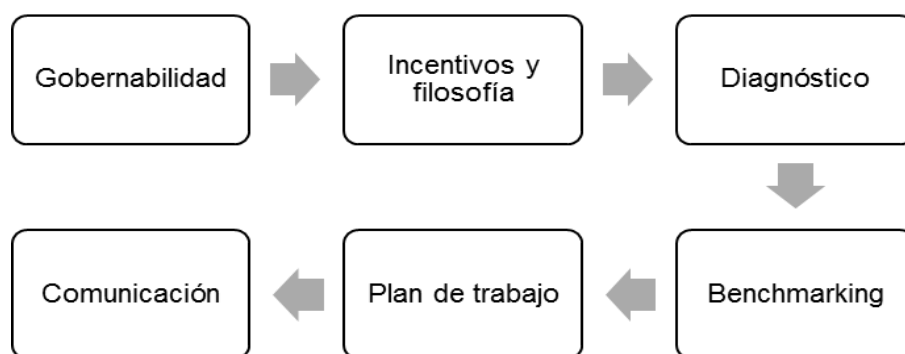 Gobernabilidad
Incentivos y
filosofía
Diagnóstico
Benchmarking
Plan de trabajo
Comunicación